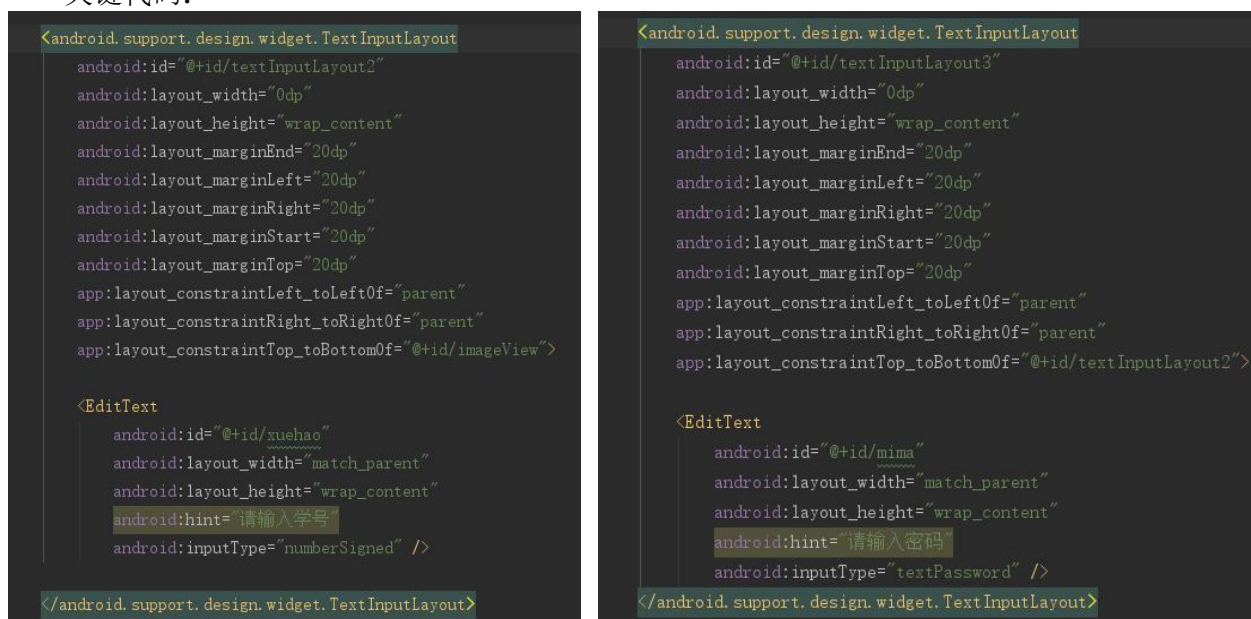 关键代码:
<android.support.design.widget.TextInputLayout
android:id="@+id/textInputLayout2"
android:layout_width="0dp"
android:layout_height="wrap_content"
android:layout_marginEnd="20dp"
android:layout_marginLeft="20dp"
android:layout_marginRight="20dp"
android:layout_marginStart="20dp"
android:layout_marginTop="20dp"
app:layout_constraintLeft_toLeftOf="parent"
app:layout_constraintRight_toRightOf="parent"
app:layout_constraintTop_toBottomOf="@+id/imageView">
<EditText
android:id="@+id/xuehao"
android:layout_width="match_parent"
android:layout_height="wrap_content"
android:hint="请输入学号"
android:inputType="numberSigned" />
</android.support.design.widget.TextInputLayout>
<android.support.design.widget.TextInputLayout
android:id="@+id/textInputLayout3"
android:layout_width="0dp"
android:layout_height="wrap_content"
android:layout_marginEnd="20dp"
android:layout_marginLeft="20dp"
android:layout_marginRight="20dp"
android:layout_marginStart="20dp"
android:layout_marginTop="20dp"
app:layout_constraintLeft_toLeftOf="parent"
app:layout_constraintRight_toRightOf="parent"
app:layout_constraintTop_toBottomOf="@+id/textInputLayout2">
<EditText
android:id="@+id/mima"
android:layout_width="match_parent"
android:layout_height="wrap_content"
android:hint="请输入密码"
android:inputType="textPassword" />
</android.support.design.widget.TextInputLayout>